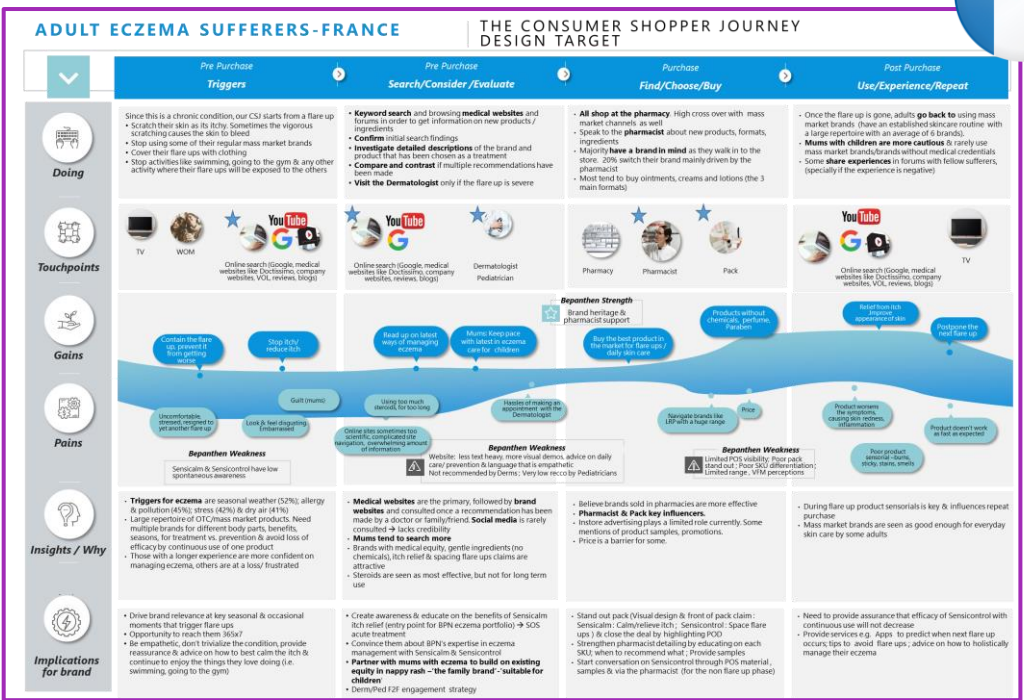 ADULT ECZEMA SUFFERERS-FRANCE
THE CONSUMER SHOPPER JOURNEY
DESIGN TARGET
Pre Purchase
Triggers
Pre Purchase
Search/Consider /Evaluate
Purchase
Find/Choose/Buy
Post Purchase
Use/Experience/Repeat
Doing
Since this is a chronic condition, our CSJ starts from a flare up
• Scratch their skin as its itchy. Sometimes the vigorous
scratching causes the skin to bleed
• Stop using some of their regular mass market brands
• Cover their flare ups with clothing
• Stop activities like swimming, going to the gym & any other
activity where their flare ups will be exposed to the others
• Keyword search and browsing medical websites and
forums in order to get information on new products /
ingredients
• Confirm initial search findings
• Investigate detailed descriptions of the brand and
product that has been chosen as a treatment
• Compare and contrast if multiple recommendations have
been made
• Visit the Dermatologist only if the flare up is severe
• All shop at the pharmacy. High cross over with mass
market channels as well
• Speak to the pharmacist about new products, formats,
ingredients
• Majority have a brand in mind as they walk in to the
store. 20% switch their brand mainly driven by the
pharmacist
• Most tend to buy ointments, creams and lotions (the 3
main formats)
• Once the flare up is gone, adults go back to using mass
market brands (have an established skincare routine with
a large repertoire with an average of 6 brands).
• Mums with children are more cautious & rarely use
mass market brands/brands without medical credentials
• Some share experiences in forums with fellow sufferers,
(specially if the experience is negative)
Touchpoints
TV
WOM
YouTube
G
Online search (Google, medical
websites like Doctissimo, company
websites, VOL, reviews, blogs)
YouTube
G
Online search (Google, medical
websites like Doctissimo, company
websites, reviews, blogs)
Dermatologist
Pediatrician
Pharmacy
Pharmacist
Pack
YouTube
G
Online search (Google, medical
websites like Doctissimo, company
websites, VOL, reviews, blogs)
TV
Gains
Contain the flare
up, prevent it
from getting
worse
Stop itch/
reduce itch
Read up on latest
ways of managing
eczema
Mums: Keep pace
with latest in eczema
care for children
Bepanthen Strength
Brand heritage &
pharmacist support
Buy the best product in
the market for flare ups /
daily skin care
Products without
chemicals, perfume,
Paraben
Relief from itch
Improve
appearance of skin
Postpone the
next flare up
Pains
Uncomfortable,
stressed, resigned to
yet another flare up
Guilt (mums)
Look & feel disgusting,
Embarrassed
Bepanthen Weakness
Sensicalm & Sensicontrol have low
spontaneous awareness
Using too much
steroids, for too long
Online sites sometimes too
scientific, complicated site
navigation, overwhelming amount
of information
Hassles of making an
appointment with the
Dermatologist
Bepanthen Weakness
Website: less text heavy, more visual demos, advice on daily
care/ prevention & language that is empathetic
Not recommended by Derms; Very low recco by Pediatricians
Navigate brands like
LRP with a huge range
Price
Bepanthen Weakness
Limited POS visibility; Poor pack
stand out ; Poor SKU differentiation;
Limited range , VFM perceptions
Product worsens
the symptoms,
causing skin redness,
inflammation
Poor product
sensorial –burns,
sticky, stains, smells
Product doesn't work
as fast as expected
Insights / Why
• Triggers for eczema are seasonal weather (52%); allergy
& pollution (45%); stress (42%) & dry air (41%)
• Large repertoire of OTC/mass market products. Need
multiple brands for different body parts, benefits,
seasons, for treatment vs. prevention & avoid loss of
efficacy by continuous use of one product
• Those with a longer experience are more confident on
managing eczema, others are at a loss/ frustrated
• Medical websites are the primary, followed by brand
websites and consulted once a recommendation has been
made by a doctor or family/friend. Social media is rarely
consulted → lacks credibility
• Mums tend to search more
• Brands with medical equity, gentle ingredients (no
chemicals), itch relief & spacing flare ups claims are
attractive
• Steroids are seen as most effective, but not for long term
use
• Believe brands sold in pharmacies are more effective
• Pharmacist & Pack key influencers.
• Instore advertising plays a limited role currently. Some
mentions of product samples, promotions.
• Price is a barrier for some.
• During flare up product sensorials is key & influences repeat
purchase
• Mass market brands are seen as good enough for everyday
skin care by some adults
Implications
for brand
• Drive brand relevance at key seasonal & occasional
moments that trigger flare ups
• Opportunity to reach them 365x7
• Be empathetic, don't trivialize the condition, provide
reassurance & advice on how to best calm the itch &
continue to enjoy the things they love doing (i.e.
swimming, going to the gym)
• Create awareness & educate on the benefits of Sensicalm
itch relief (entry point for BPN eczema portfolio) → SOS
acute treatment
• Convince them about BPN's expertise in eczema
management with Sensicalm & Sensicontrol
• Partner with mums with eczema to build on existing
equity in nappy rash –'the family brand'-'suitable for
children'
• Derm/Ped F2F engagement strategy
• Stand out pack (Visual design & front of pack claim :
Sensicalm : Calm/relieve itch ; Sensicontrol : Space flare
ups ) & close the deal by highlighting POD
• Strengthen pharmacist detailing by educating on each
SKU; when to recommend what ; Provide samples
• Start conversation on Sensicontrol through POS material ,
samples & via the pharmacist (for the non flare up phase)
• Need to provide assurance that efficacy of Sensicontrol with
continuous use will not decrease
• Provide services e.g. Apps to predict when next flare up
occurs; tips to avoid flare ups ; advice on how to holistically
manage their eczema